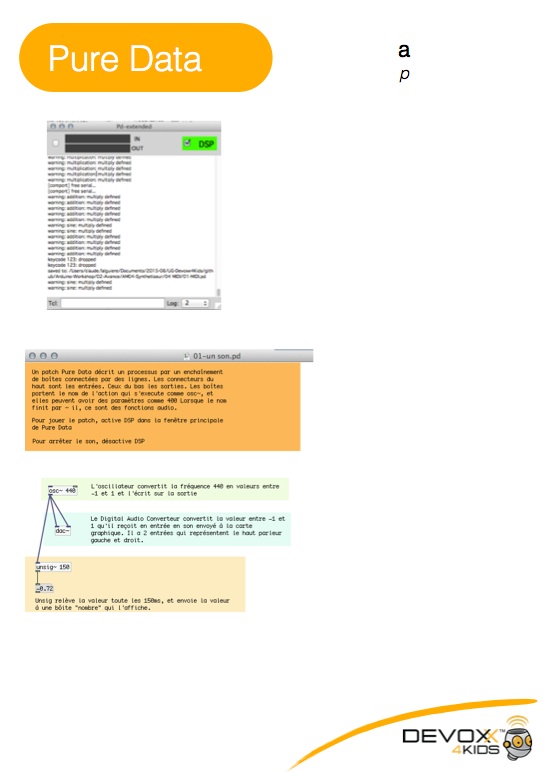 Pure Data
a
p
Pd-extended
IN
OUT
DSP
warning: multiplication: multiply defined
warning: multiplication: multiply defined
warning: multiplication: multiply defined
warning: multiplication: multiply defined
warning: multiplication: multiply defined
[comport] free serial...
[comport] free serial...
warning: addition: multiply defined
warning: addition: multiply defined
warning: addition: multiply defined
warning: addition: multiply defined
warning: addition: multiply defined
warning: sine: multiply defined
warning: addition: multiply defined
warning: addition: multiply defined
warning: addition: multiply defined
warning: addition: multiply defined
keycode 123: dropped
keycode 123: dropped
warning: sine: multiply defined
warning: sine: multiply defined
Tcl:
Log: 2
01-un son.pd
Un patch Pure Data décrit un processus par un enchaînement
de boîtes connectées par des lignes. Les connecteurs du
haut sont les entrées. Ceux du bas les sorties. Les boîtes
portent le nom de l'action qui s'execute comme osc~, et
elles peuvent avoir des paramètres comme 400 Lorsque le nom
finit par ~ il, ce sont des fonctions audio.
Pour jouer le patch, active DSP dans la fenêtre principale
de Pure Data
Pour arrêter le son, désactive DSP
osc~ 440
L'oscillateur convertit la fréquence 440 en valeurs entre
-1 et 1 et l'écrit sur la sortie
Le Digital Audio Converteur convertit la valeur entre -1 et
1 qu'il reçoit en entrée en son envoyé à la carte
graphique. Il a 2 entrées qui représentent le haut parleur
gauche et droit.
dac~
unsig~ 150
-0.72
Unsig relève la valeur toute les 150ms, et envoie la valeur
à une bôite "nombre" qui l'affiche.
DEVOXX™
4KIDS